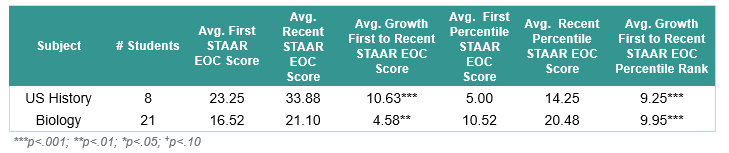 Subject # Students Avg. First STAAR EOC Score Avg. Recent STAAR EOC Score Avg. Growth First to Recent STAAR EOC Score Avg. First Percentile STAAR EOC Score Avg. Recent Percentile STAAR EOC Score Avg. Growth First to Recent STAAR EOC Percentile Rank
US History 8 23.25 33.88 10.63*** 5.00 14.25 9.25***
Biology 21 16.52 21.10 4.58** 10.52 20.48 9.95***
***p<.001; **p<.01; *p<.05; +p<.10